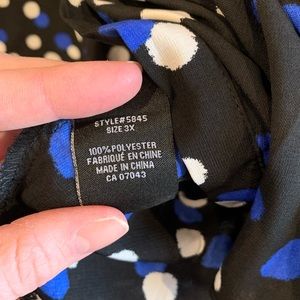 STYLE#5845
SIZE 3X
100%POLYESTER
FABRIQUÉ EN CHINE
MADE IN CHINA
CA 07043